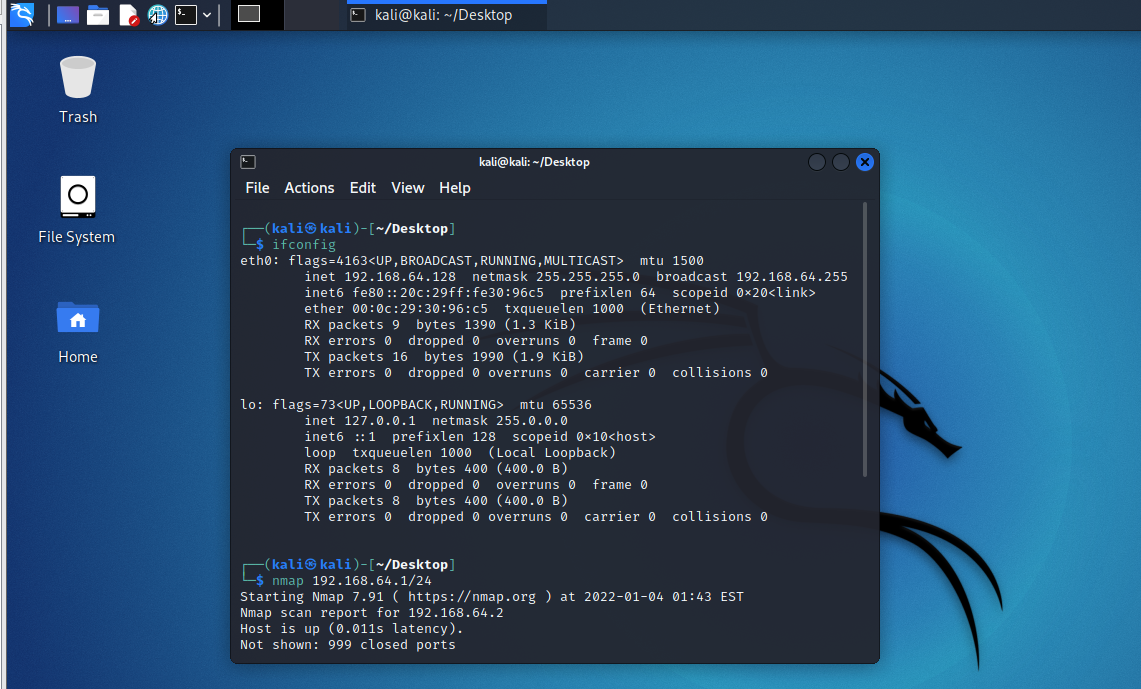 kali@kali: ~/Desktop
Trash
File System
Home
kali@kali: ~/Desktop
File Actions Edit View Help
┌──(kali㉿kali)-[~/Desktop]
└─$ ifconfig
eth0: flags=4163<UP,BROADCAST,RUNNING,MULTICAST>  mtu 1500
        inet 192.168.64.128  netmask 255.255.255.0  broadcast 192.168.64.255
        inet6 fe80::20c:29ff:fe30:96c5  prefixlen 64  scopeid 0x20<link>
        ether 00:0c:29:30:96:c5  txqueuelen 1000  (Ethernet)
        RX packets 9  bytes 1390 (1.3 KiB)
        RX errors 0  dropped 0  overruns 0  frame 0
        TX packets 16  bytes 1990 (1.9 KiB)
        TX errors 0  dropped 0 overruns 0  carrier 0  collisions 0
lo: flags=73<UP,LOOPBACK,RUNNING>  mtu 65536
        inet 127.0.0.1  netmask 255.0.0.0
        inet6 ::1  prefixlen 128  scopeid 0x10<host>
        loop  txqueuelen 1000  (Local Loopback)
        RX packets 8  bytes 400 (400.0 B)
        RX errors 0  dropped 0  overruns 0  frame 0
        TX packets 8  bytes 400 (400.0 B)
        TX errors 0  dropped 0 overruns 0  carrier 0  collisions 0
┌──(kali㉿kali)-[~/Desktop]
└─$ nmap 192.168.64.1/24
Starting Nmap 7.91 ( https://nmap.org ) at 2022-01-04 01:43 EST
Nmap scan report for 192.168.64.2
Host is up (0.011s latency).
Not shown: 999 closed ports